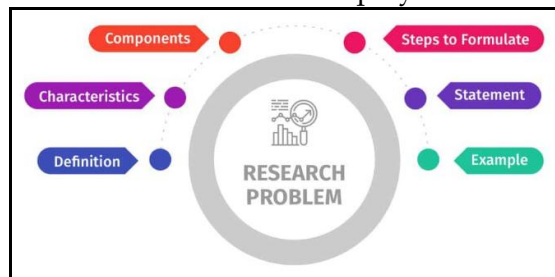 Components
Steps to Formulate
Characteristics
Statement
Definition
Example
RESEARCH
PROBLEM